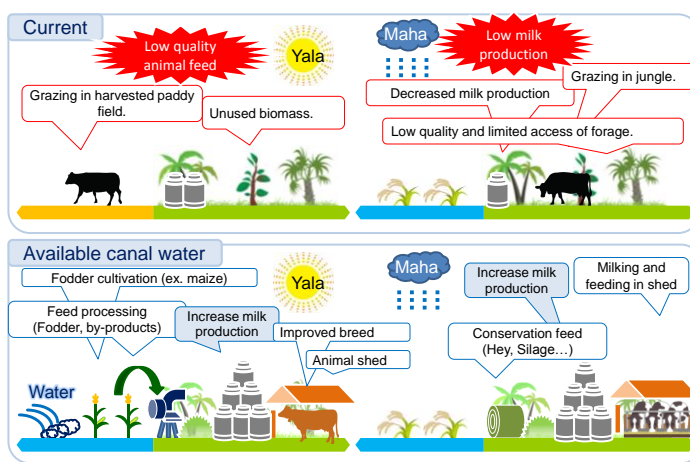 Current
Low quality
animal feed
Yala
Maha
Low milk
production
Grazing in jungle.
Grazing in harvested paddy
field.
Unused biomass.
Decreased milk production
Low quality and limited access of forage.
Available canal water
Fodder cultivation (ex. maize)
Feed processing
(Fodder, by-products)
Increase milk
production
Yala
Improved breed
Animal shed
Water
Maha
Increase milk
production
Milking and
feeding in shed
Conservation feed
(Hey, Silage…)